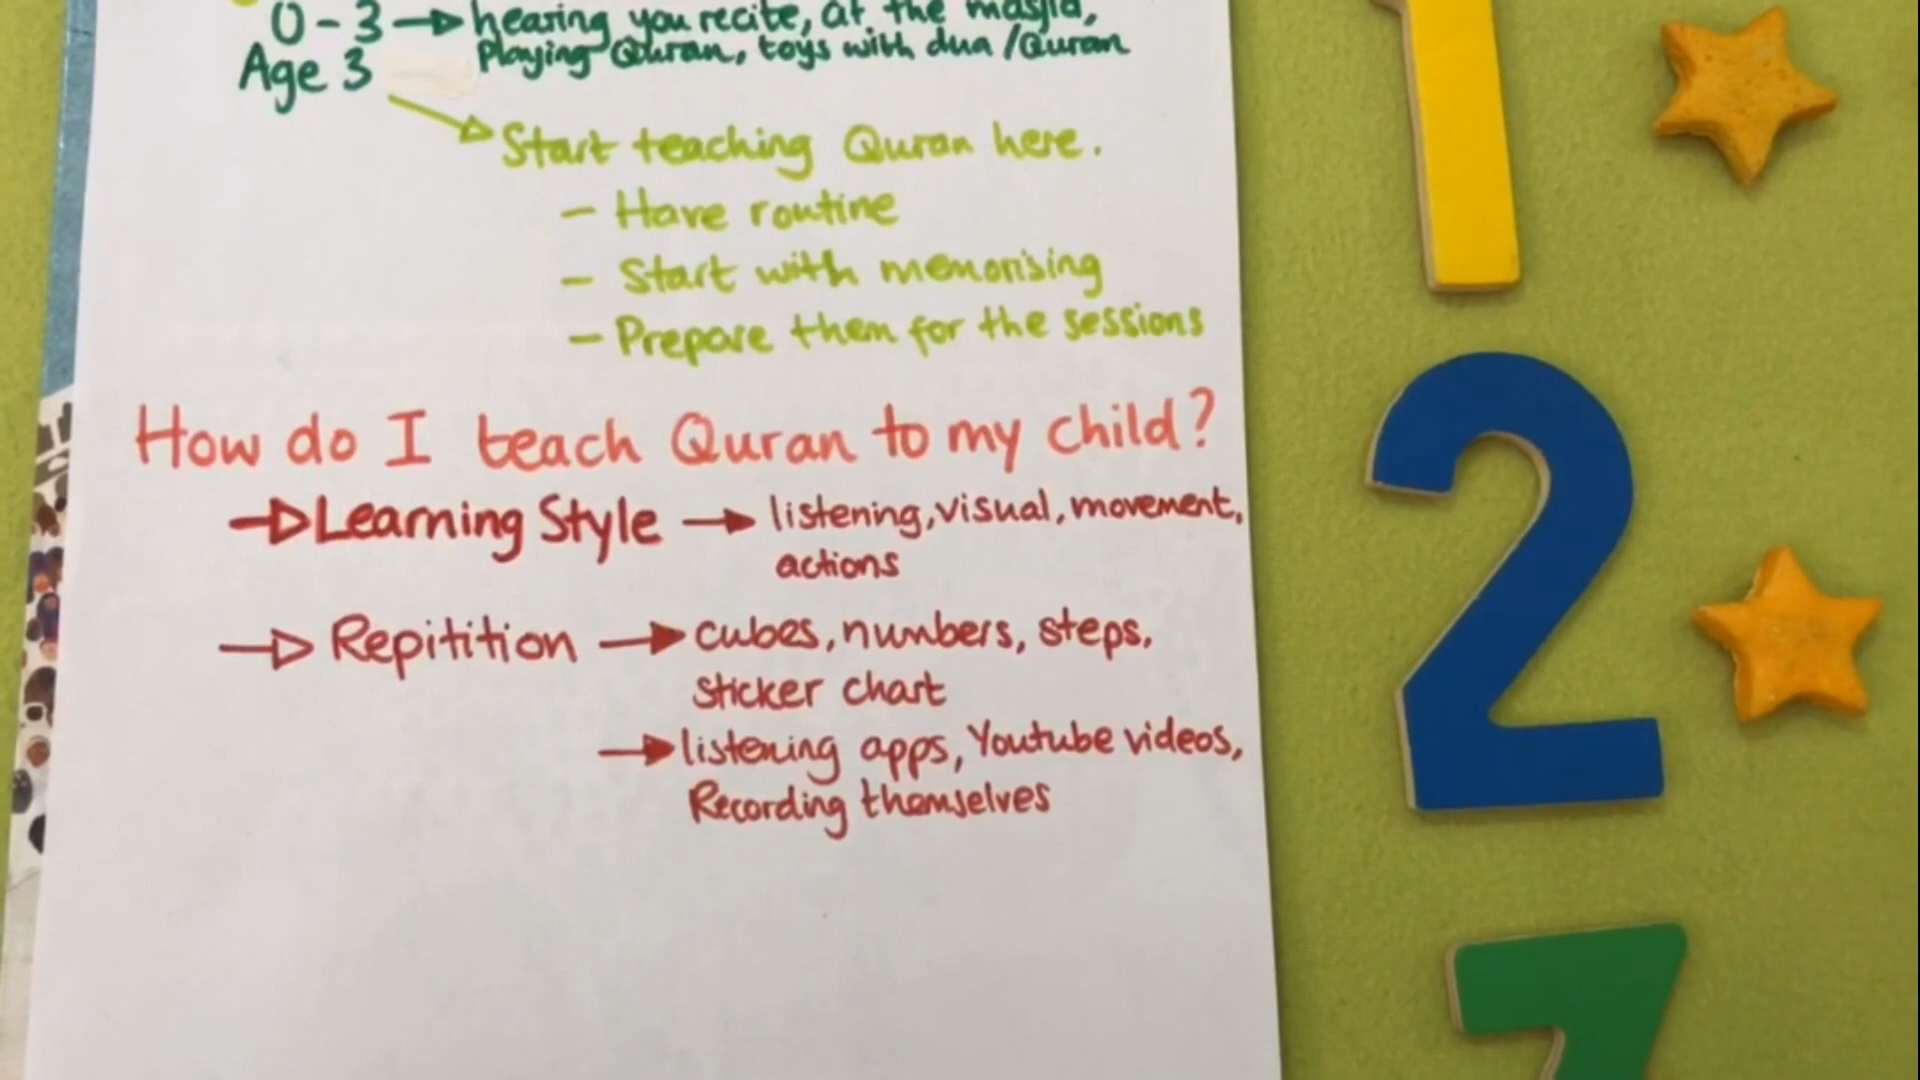 0-3 → hearing you recite, at the masjid,
Playing Quran, toys with dua /Quran
Age 3
Start teaching Quran here.
- Have routine
- Start with memorising
- Prepare them for the sessions
How do I teach Quran to my child?
→ Learning Style → listening, visual, movement,
actions
→ Repitition → cubes, numbers, steps,
sticker chart
→ listening apps, Youtube videos,
Recording themselves
1
2
3